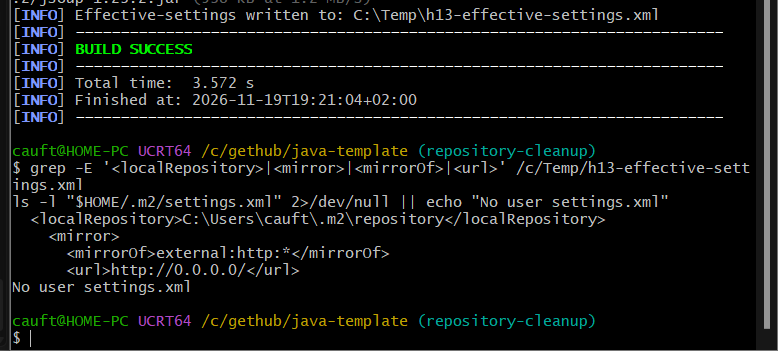 [INFO] Effective-settings written to: C:\Temp\h13-effective-settings.xml
[INFO] ------------------------------------------------------------------------
[INFO] BUILD SUCCESS
[INFO] ------------------------------------------------------------------------
[INFO] Total time:  3.572 s
[INFO] Finished at: 2026-11-19T19:21:04+02:00
[INFO] ------------------------------------------------------------------------
cauft@HOME-PC UCRT64 /c/gethub/java-template (repository-cleanup)
$ grep -E '<localRepository>|<mirror>|<mirrorOf>|<url>' /c/Temp/h13-effective-sett
ings.xml
ls -l "$HOME/.m2/settings.xml" 2>/dev/null || echo "No user settings.xml"
  <localRepository>C:\Users\cauft\.m2\repository</localRepository>
    <mirror>
      <mirrorOf>external:http:*</mirrorOf>
      <url>http://0.0.0.0/</url>
No user settings.xml
cauft@HOME-PC UCRT64 /c/gethub/java-template (repository-cleanup)
$